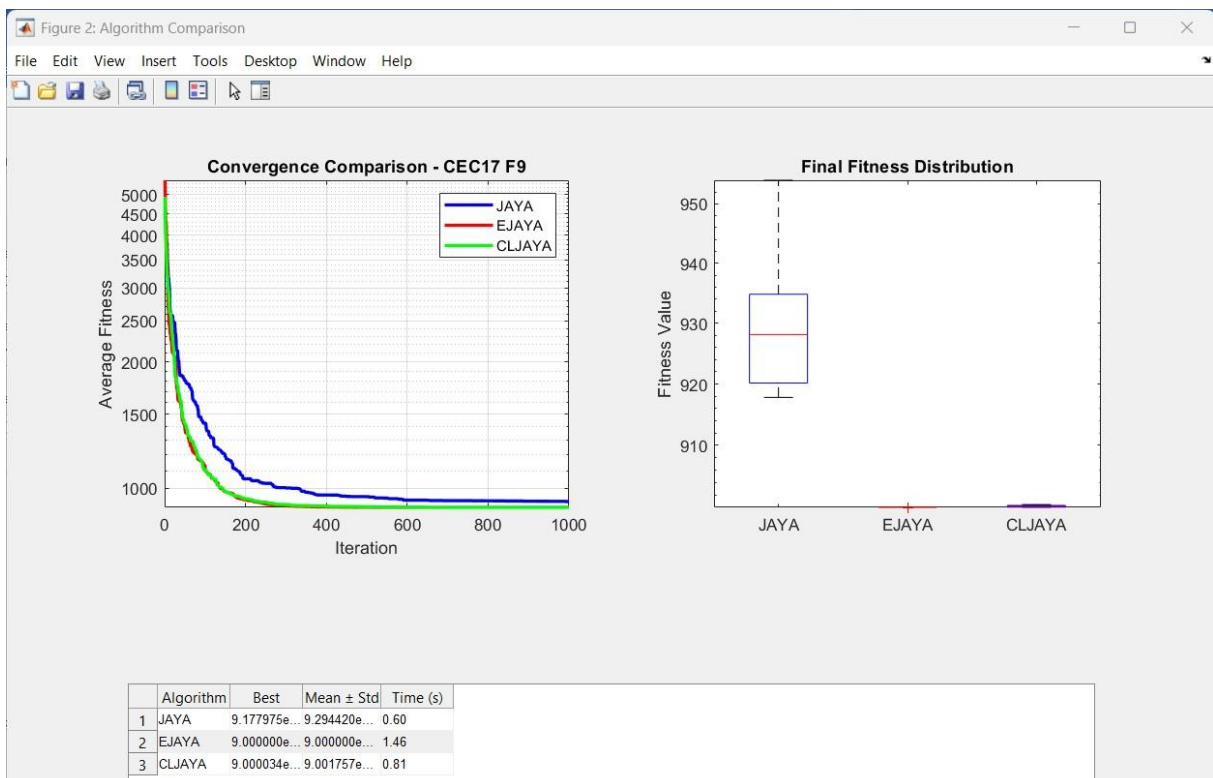 Figure 2: Algorithm Comparison
File Edit View Insert Tools Desktop Window Help
Convergence Comparison - CEC17 F9
5000
4500
4000
3500
3000
2500
2000
1500
1000
Average Fitness
JAYA
EJAYA
CLJAYA
0 200 400 600 800 1000
Iteration
Final Fitness Distribution
950
940
930
920
910
Fitness Value
JAYA EJAYA CLJAYA
Algorithm Best Mean ± Std Time (s)
1 JAYA 9.177975e... 9.294420e... 0.60
2 EJAYA 9.000000e... 9.000000e... 1.46
3 CLJAYA 9.000034e... 9.001757e... 0.81